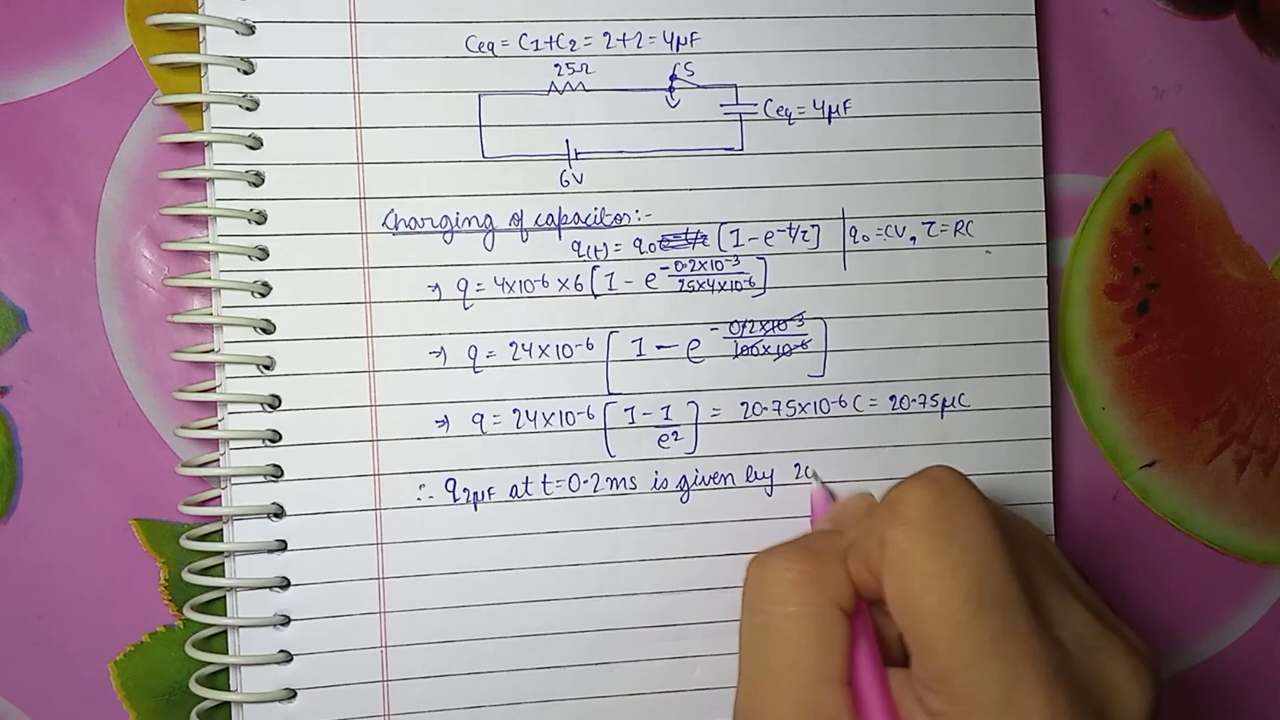 Ceq = C1+C2 = 2+2 = 4μF
25Ω
S
Ceq = 4μF
6V
Charging of capacitor:-
q(t) = q0 [1-e-t/τ] | q0 = CV, τ = RC
⇒ q = 4×10-6 × 6 [1 - e -0.2×10-3/25×4×10-6]
⇒ q = 24×10-6 [1 - e -0.2×10-3/100×10-6]
⇒ q = 24×10-6 [1 - 1/e2] = 20.75×10-6 C = 20.75μC
∴ q2μF at t=0.2ms is given by